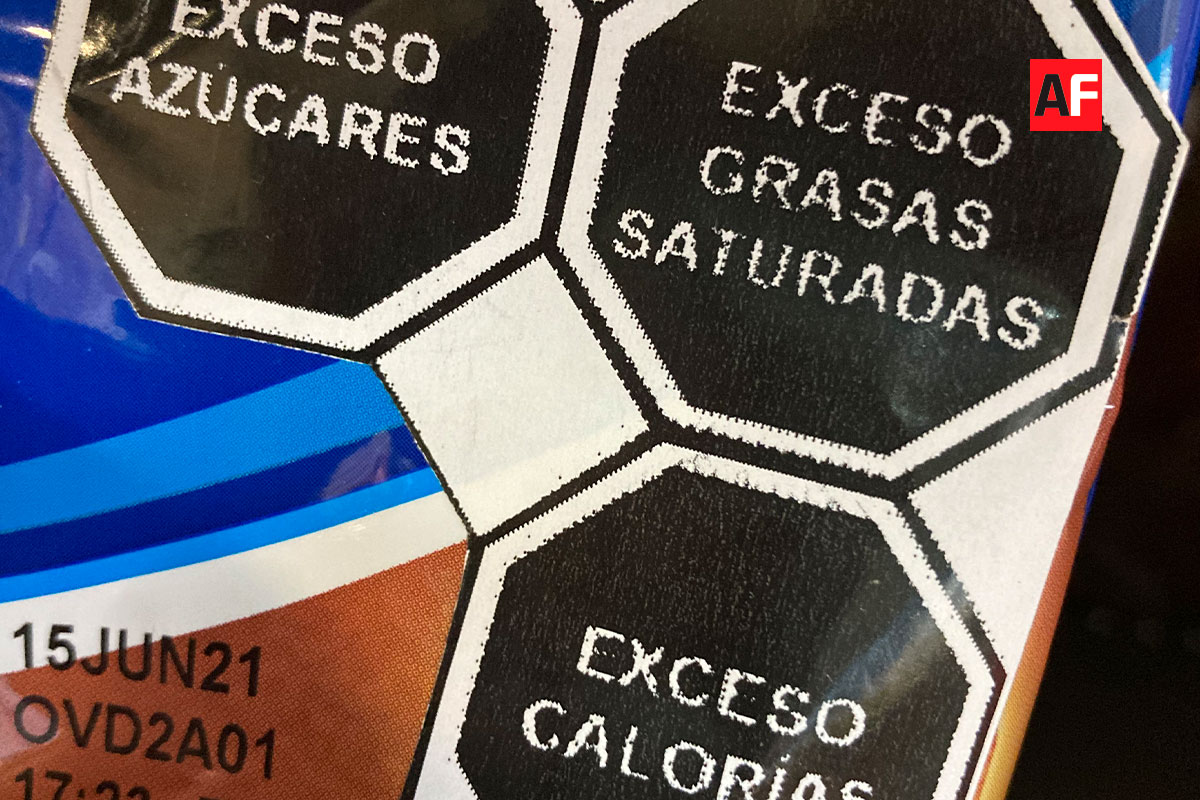 EXCESO
AZÚCARES
EXCESO
GRASAS
SATURADAS
AF
EXCESO
CALORÍAS
15JUN21
OVD2A01